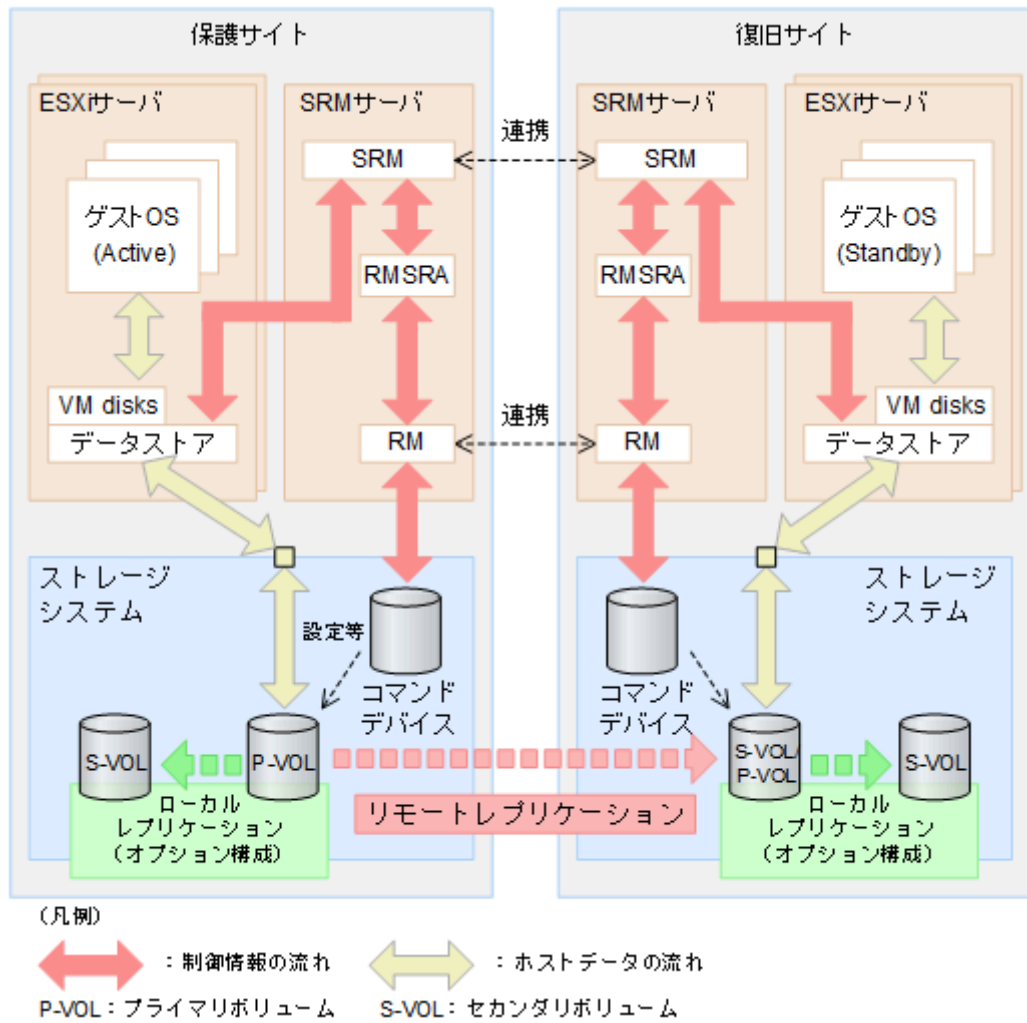 保護サイト
復旧サイト
ESXiサーバ
SRMサーバ
SRMサーバ
ESXiサーバ
連携
SRM
SRM
ゲストOS
(Active)
ゲストOS
(Standby)
RMSRA
RMSRA
VM disks
データストア
連携
RM
RM
VM disks
データストア
ストレージ
システム
設定等
コマンド
デバイス
コマンド
デバイス
ストレージ
システム
S-VOL
P-VOL
S-VOL/
P-VOL
S-VOL
リモートレプリケーション
ローカル
レプリケーション
(オプション構成)
ローカル
レプリケーション
(オプション構成)
(凡例)
：制御情報の流れ
：ホストデータの流れ
P-VOL：プライマリボリューム
S-VOL：セカンダリボリューム